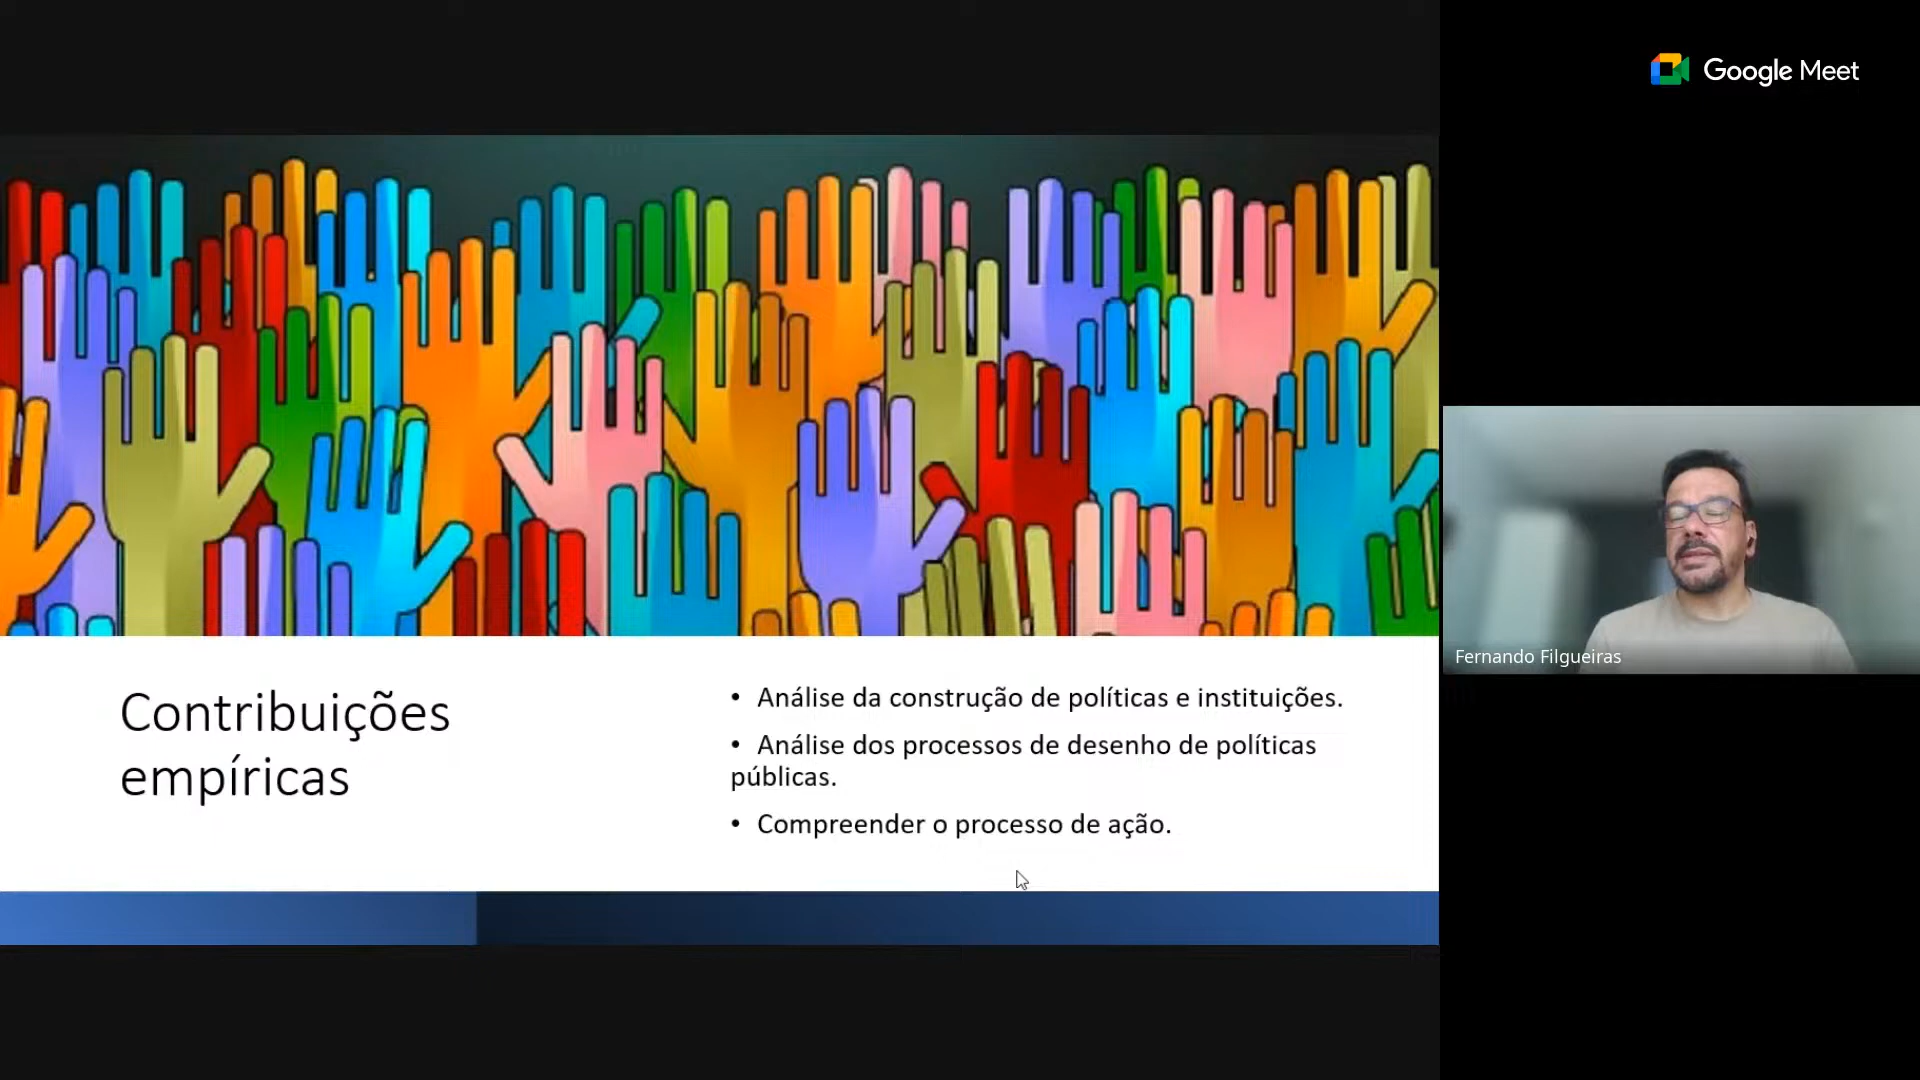 Google Meet
Contribuições
empíricas
• Análise da construção de políticas e instituições.
• Análise dos processos de desenho de políticas
públicas.
• Compreender o processo de ação.
Fernando Filgueiras